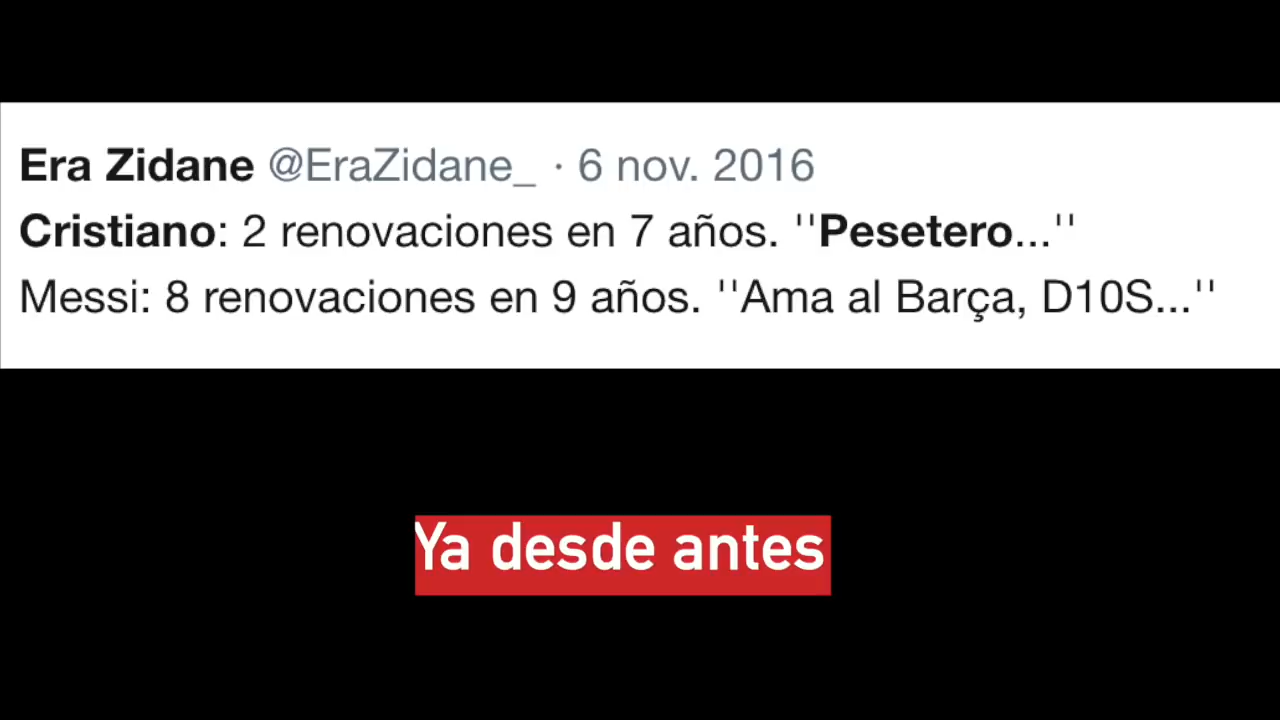 Era Zidane @EraZidane_ · 6 nov. 2016
Cristiano: 2 renovaciones en 7 años. ''Pesetero...''
Messi: 8 renovaciones en 9 años. ''Ama al Barça, D10S...''
Ya desde antes